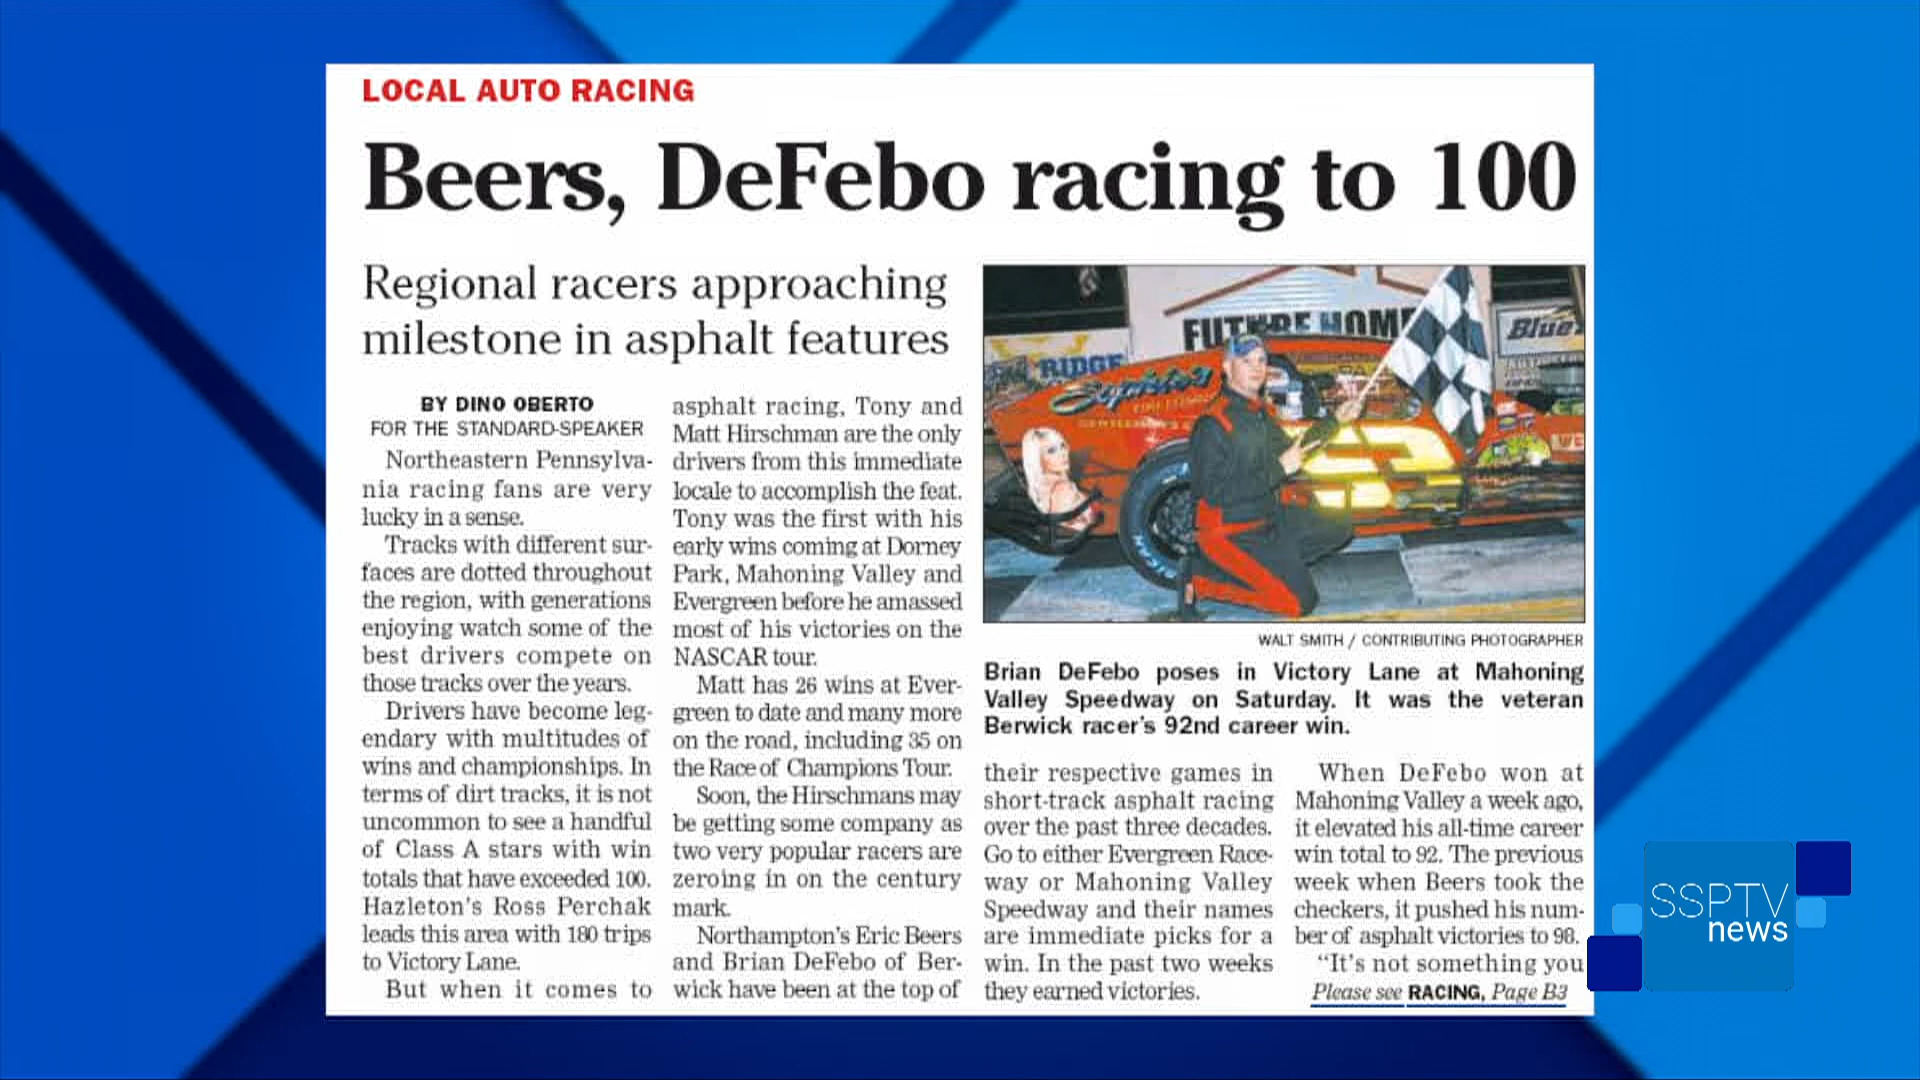 LOCAL AUTO RACING
Beers, DeFebo racing to 100
Regional racers approaching
milestone in asphalt features
BY DINO OBERTO
FOR THE STANDARD-SPEAKER
Northeastern Pennsylva-
nia racing fans are very
lucky in a sense.
Tracks with different sur-
faces are dotted throughout
the region, with generations
enjoying watch some of the
best drivers compete on
those tracks over the years.
Drivers have become leg-
endary with multitudes of
wins and championships. In
terms of dirt tracks, it is not
uncommon to see a handful
of Class A stars with win
totals that have exceeded 100.
Hazleton's Ross Perchak
leads this area with 180 trips
to Victory Lane.
But when it comes to
asphalt racing, Tony and
Matt Hirschman are the only
drivers from this immediate
locale to accomplish the feat.
Tony was the first with his
early wins coming at Dorney
Park, Mahoning Valley and
Evergreen before he amassed
most of his victories on the
NASCAR tour.
Matt has 26 wins at Ever-
green to date and many more
on the road, including 35 on
the Race of Champions Tour.
Soon, the Hirschmans may
be getting some company as
two very popular racers are
zeroing in on the century
mark.
Northampton's Eric Beers
and Brian DeFebo of Ber-
wick have been at the top of
FUTURE HOME
Blue
RIDGE
WALT SMITH / CONTRIBUTING PHOTOGRAPHER
Brian DeFebo poses in Victory Lane at Mahoning
Valley Speedway on Saturday. It was the veteran
Berwick racer's 92nd career win.
their respective games in
short-track asphalt racing
over the past three decades.
Go to either Evergreen Race-
way or Mahoning Valley
Speedway and their names
are immediate picks for a
win. In the past two weeks
they earned victories.
When DeFebo won at
Mahoning Valley a week ago,
it elevated his all-time career
win total to 92. The previous
week when Beers took the
checkers, it pushed his num-
ber of asphalt victories to 98.
"It's not something you
Please see RACING, Page B3
SSPTV
news